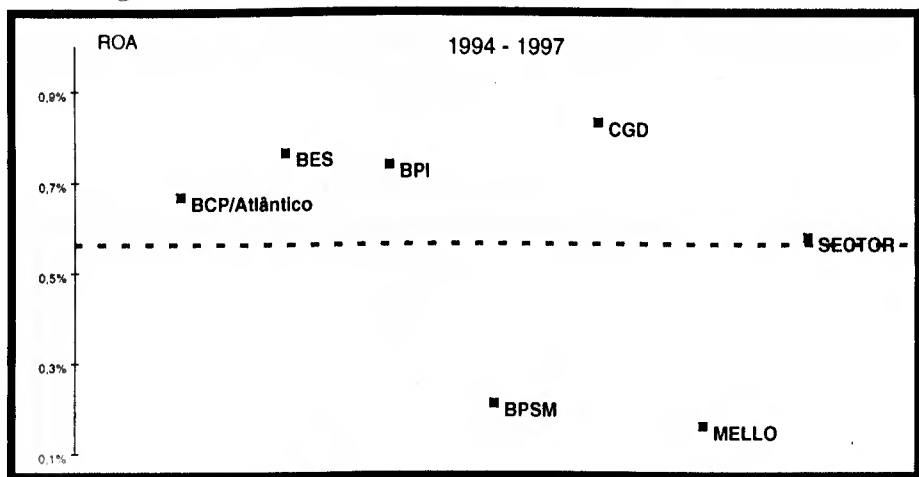 ROA
1994 - 1997
0,9%
CGD
BES
BPI
0,7%
BCP/Atlântico
SECTOR
0,5%
0,3%
BPSM
MELLO
0,1%